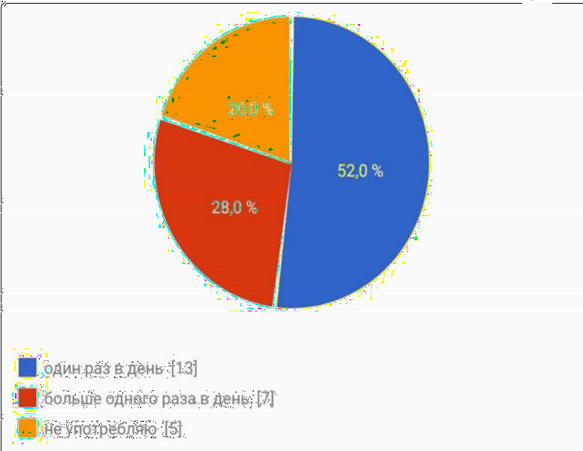 20,0 %
52,0 %
28,0 %
один раз в день [13]
больше одного раза в день [7]
не употребляю [5]